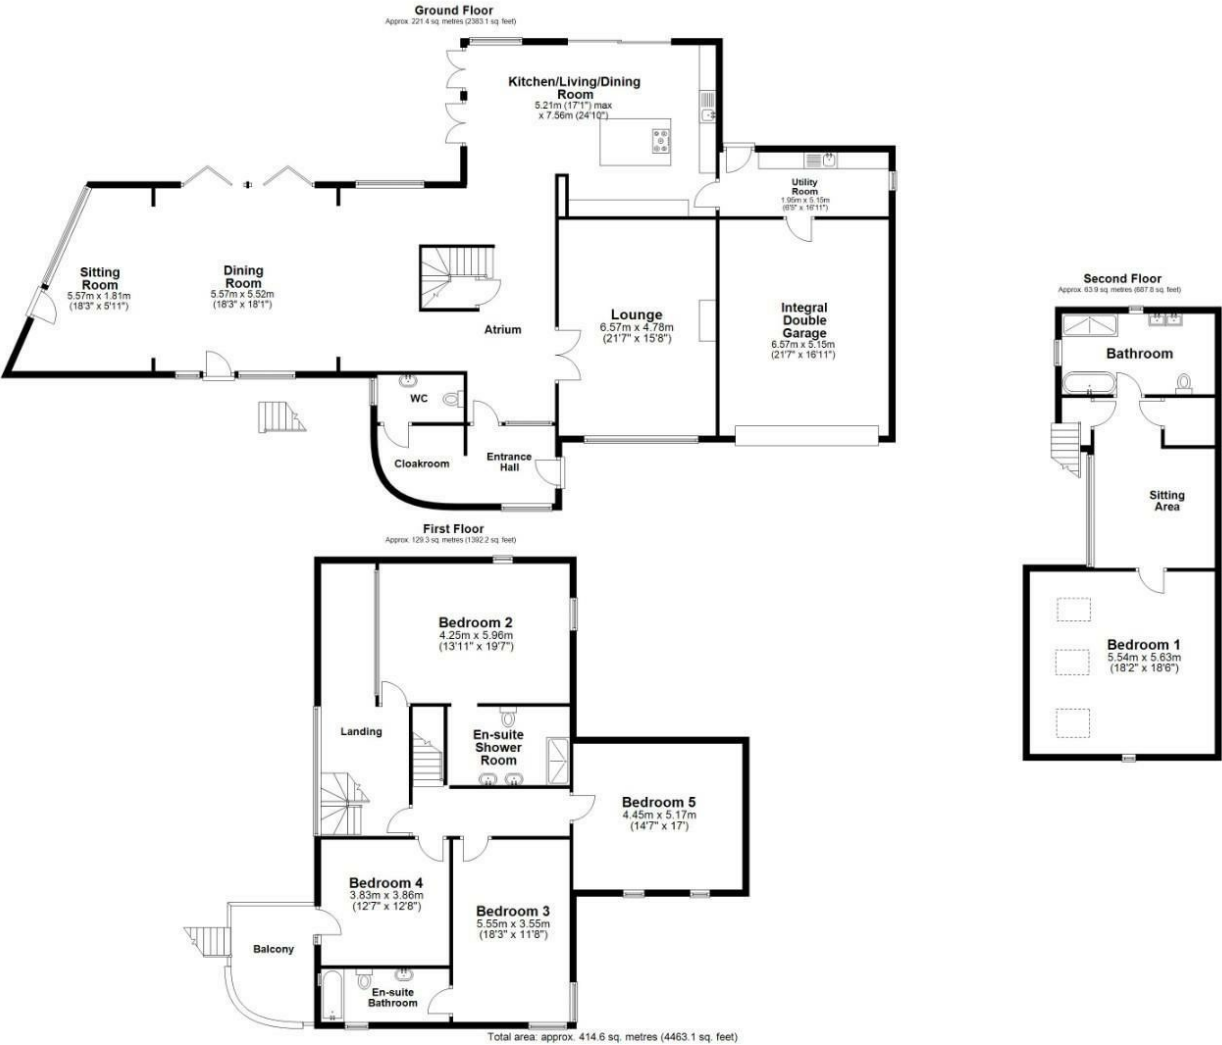 Ground Floor
Approx. 221.4 sq. metres (2383.1 sq. feet)
Kitchen/Living/Dining
Room
5.21m (17'1") max
x 7.56m (24'10")
Utility
Room
1.95m x 5.15m
(6'5" x 16'11")
Sitting
Room
5.57m x 1.81m
(18'3" x 5'11")
Dining
Room
5.57m x 5.52m
(18'3" x 18'1")
Atrium
Lounge
6.57m x 4.78m
(21'7" x 15'8")
Integral
Double
Garage
6.57m x 5.15m
(21'7" x 16'11")
WC
Cloakroom
Entrance
Hall
Second Floor
Approx. 63.9 sq. metres (687.8 sq. feet)
Bathroom
Sitting
Area
Bedroom 1
5.54m x 5.63m
(18'2" x 18'6")
First Floor
Approx. 129.3 sq. metres (1392.2 sq. feet)
Bedroom 2
4.25m x 5.96m
(13'11" x 19'7")
Landing
En-suite
Shower
Room
Bedroom 5
4.45m x 5.17m
(14'7" x 17')
Bedroom 4
3.83m x 3.86m
(12'7" x 12'8")
Bedroom 3
5.55m x 3.55m
(18'3" x 11'8")
Balcony
En-suite
Bathroom
Total area: approx. 414.6 sq. metres (4463.1 sq. feet)